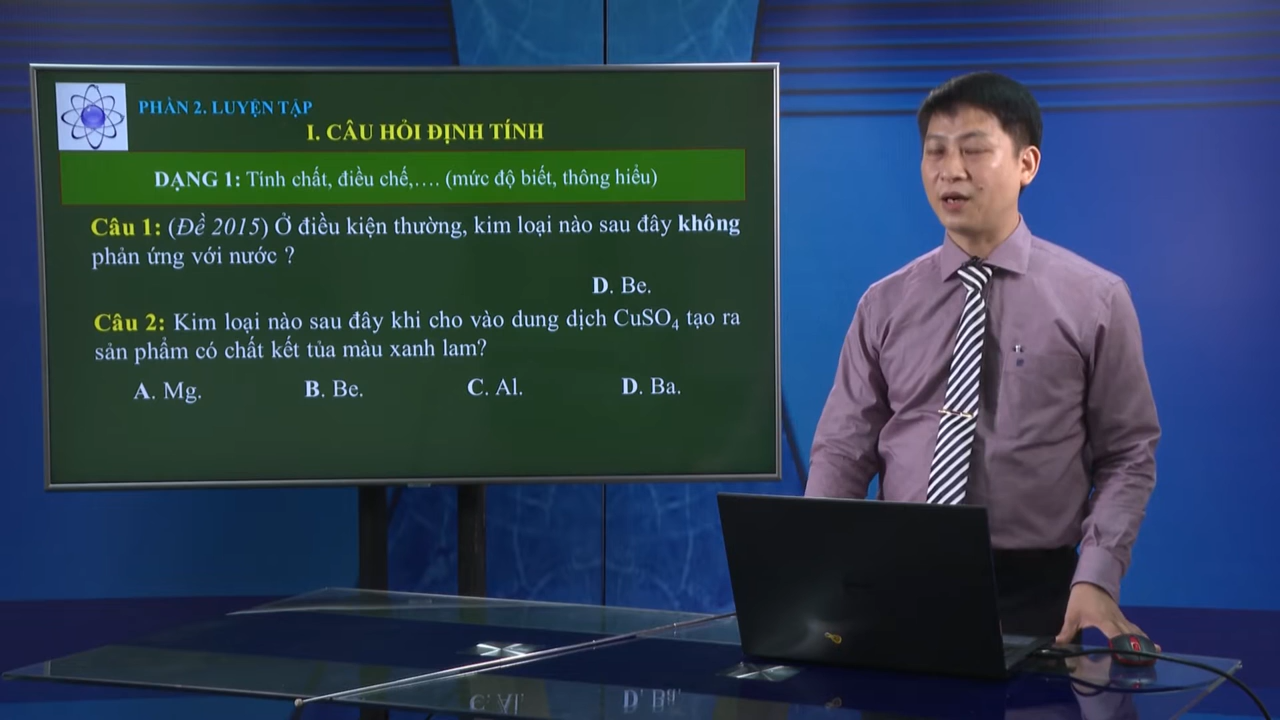 PHẦN 2. LUYỆN TẬP
I. CÂU HỎI ĐỊNH TÍNH
DẠNG 1: Tính chất, điều chế,.... (mức độ biết, thông hiểu)
Câu 1: (Đề 2015) Ở điều kiện thường, kim loại nào sau đây không
phản ứng với nước ?
D. Be.
Câu 2: Kim loại nào sau đây khi cho vào dung dịch CuSO₄ tạo ra
sản phẩm có chất kết tủa màu xanh lam?
A. Mg. B. Be. C. Al. D. Ba.
C. Al. D. Ba.